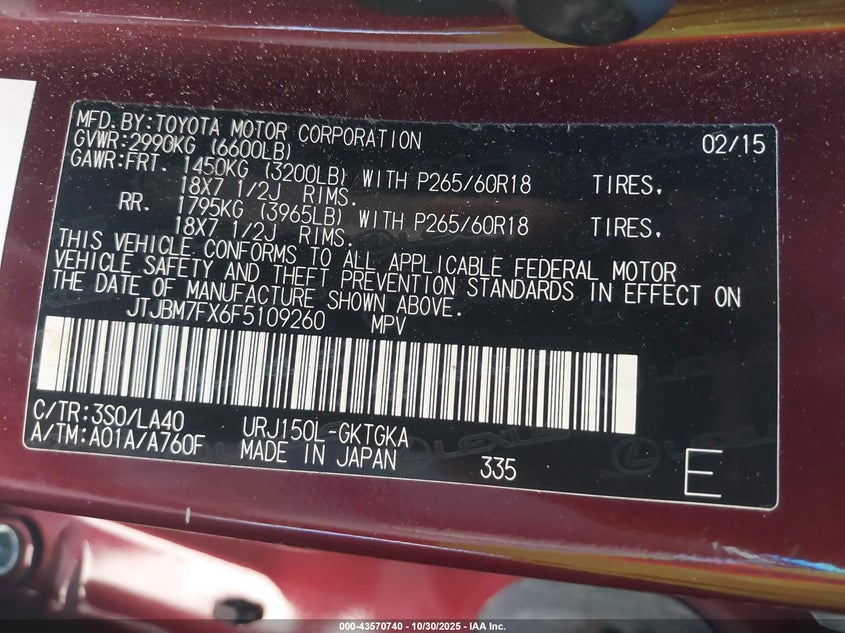 MFD. BY: TOYOTA MOTOR CORPORATION 02/15
GVWR: 2990KG (6600LB)
GAWR: FRT. 1450KG (3200LB) WITH P265/60R18 TIRES,
18X7 1/2J RIMS.
RR. 1795KG (3965LB) WITH P265/60R18 TIRES,
18X7 1/2J RIMS.
THIS VEHICLE CONFORMS TO ALL APPLICABLE FEDERAL MOTOR
VEHICLE SAFETY AND THEFT PREVENTION STANDARDS IN EFFECT ON
THE DATE OF MANUFACTURE SHOWN ABOVE.
JTJBM7FX6F5109260 MPV
C/TR: 3S0/LA40 URJ150L-GKTGKA
A/TM: A01A/A760F MADE IN JAPAN 335 E
LEXUS
000-43570740 - 10/30/2025 - IAA Inc.